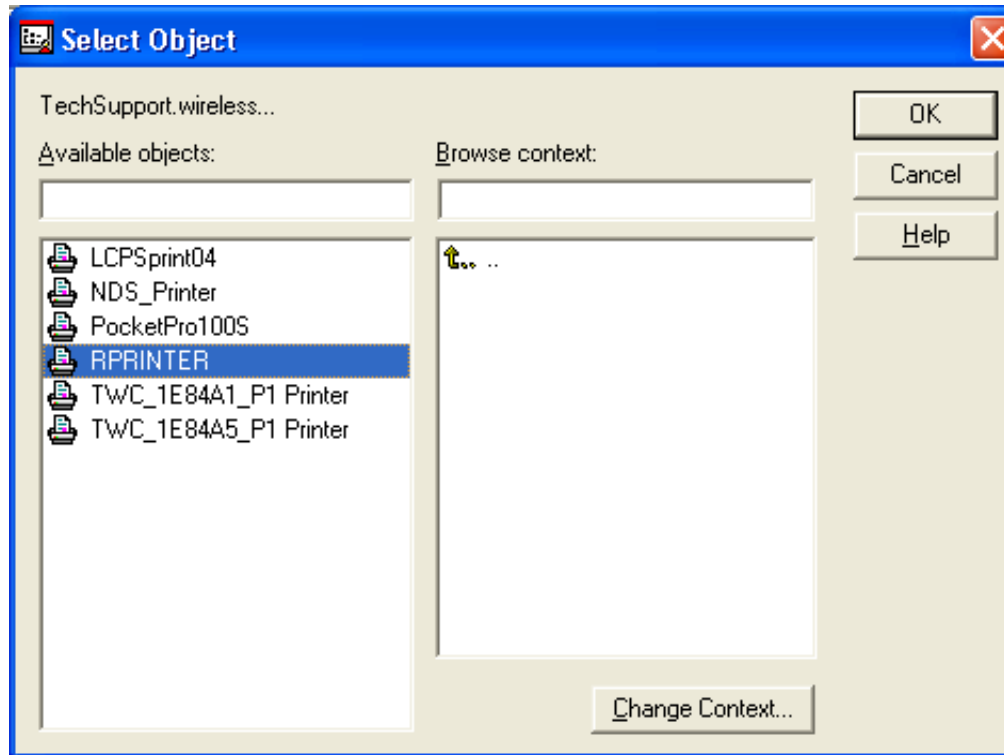 Select Object
TechSupport.wireless...
OK
Available objects:
Browse context:
Cancel
Help
LCPSprint04
NDS_Printer
PocketPro100S
RPRINTER
TWC_1E84A1_P1 Printer
TWC_1E84A5_P1 Printer
..
Change Context...